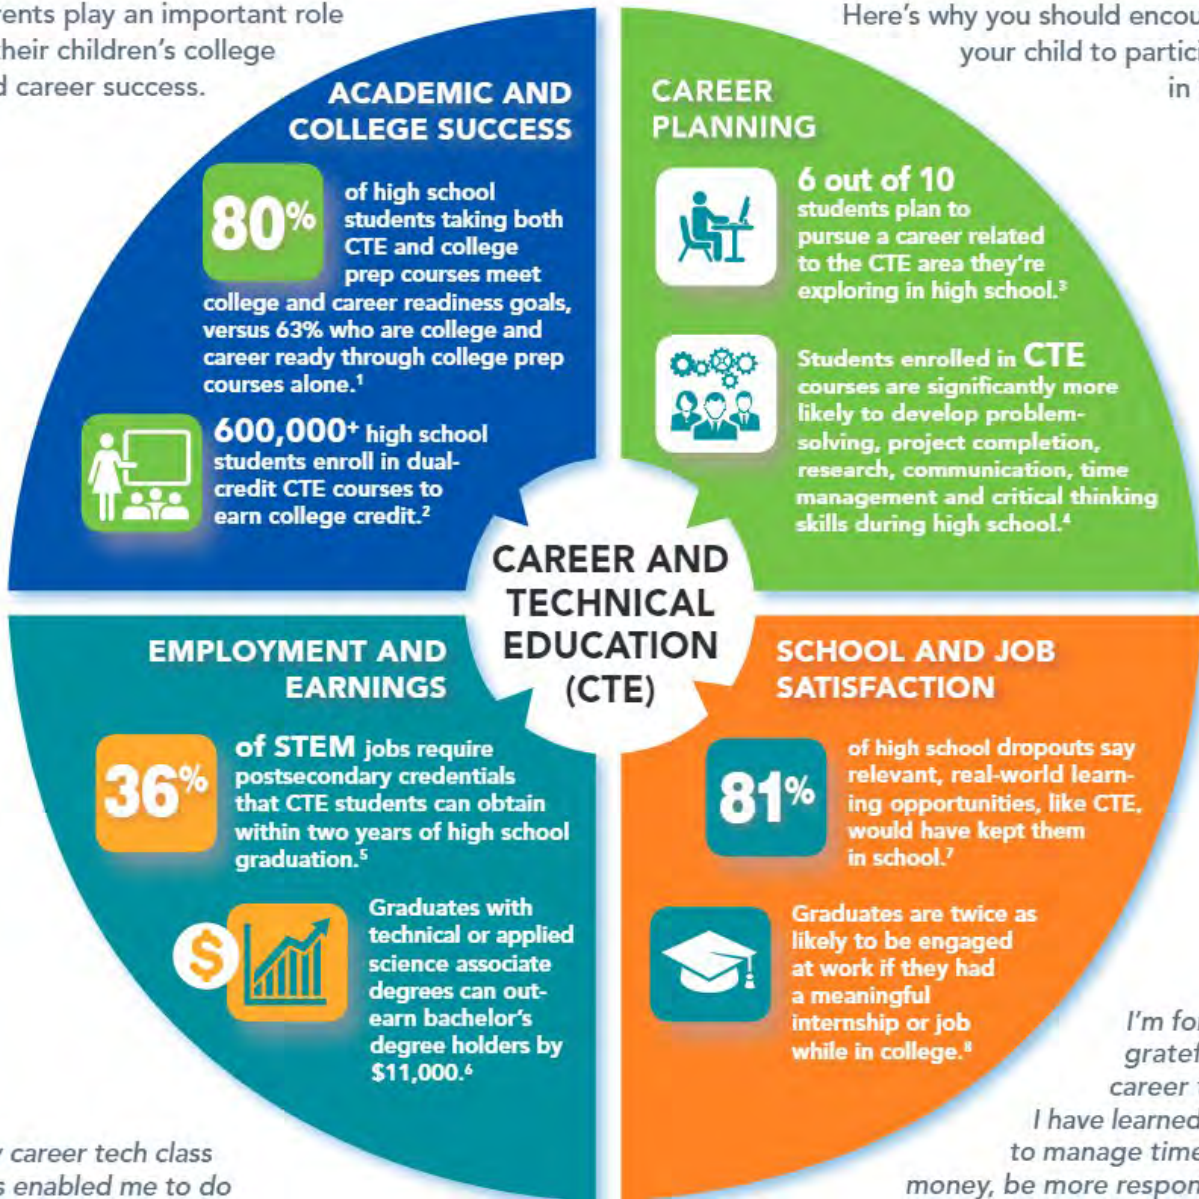 rents play an important role
their children's college
d career success.
Here's why you should encou
your child to partici
in
ACADEMIC AND
COLLEGE SUCCESS
80%
of high school
students taking both
CTE and college
prep courses meet
college and career readiness goals,
versus 63% who are college and
career ready through college prep
courses alone.¹
600,000+ high school
students enroll in dual-
credit CTE courses to
earn college credit.²
CAREER
PLANNING
6 out of 10
students plan to
pursue a career related
to the CTE area they're
exploring in high school.³
Students enrolled in CTE
courses are significantly more
likely to develop problem-
solving, project completion,
research, communication, time
management and critical thinking
skills during high school.⁴
CAREER AND
TECHNICAL
EDUCATION
(CTE)
EMPLOYMENT AND
EARNINGS
36%
of STEM jobs require
postsecondary credentials
that CTE students can obtain
within two years of high school
graduation.⁵
$
Graduates with
technical or applied
science associate
degrees can out-
earn bachelor's
degree holders by
$11,000.⁶
SCHOOL AND JOB
SATISFACTION
81%
of high school dropouts say
relevant, real-world learn-
ing opportunities, like CTE,
would have kept them
in school.⁷
Graduates are twice as
likely to be engaged
at work if they had
a meaningful
internship or job
while in college.⁸
y career tech class
s enabled me to do
I'm fo
gratef
career
I have learned
to manage time
money, be more respon